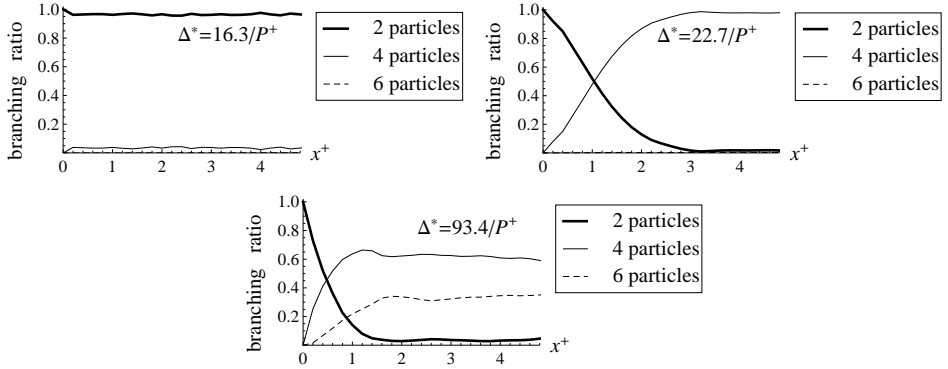 branching ratio
1.0
0.8
0.6
0.4
0.2
0 1 2 3 4
x⁺
Δ*=16.3/P⁺
2 particles
4 particles
6 particles
branching ratio
1.0
0.8
0.6
0.4
0.2
0 1 2 3 4
x⁺
Δ*=22.7/P⁺
2 particles
4 particles
6 particles
branching ratio
1.0
0.8
0.6
0.4
0.2
0 1 2 3 4
x⁺
Δ*=93.4/P⁺
2 particles
4 particles
6 particles